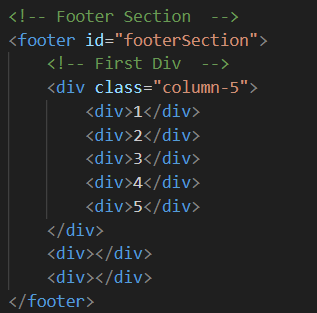 <!-- Footer Section  -->
<footer id="footerSection">
    <!-- First Div  -->
    <div class="column-5">
        <div>1</div>
        <div>2</div>
        <div>3</div>
        <div>4</div>
        <div>5</div>
    </div>
    <div></div>
    <div></div>
</footer>